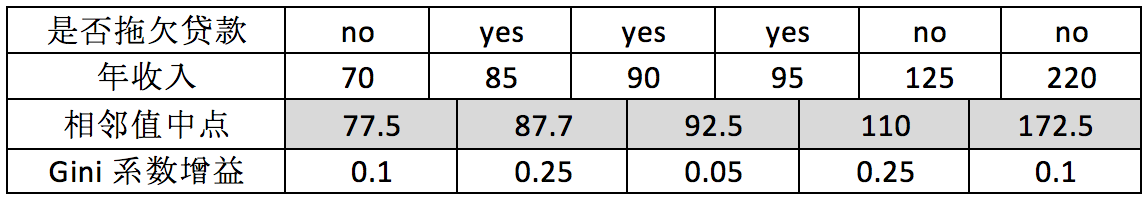 是否拖欠贷款 no yes yes yes no no
年收入 70 85 90 95 125 220
相邻值中点 77.5 87.7 92.5 110 172.5
Gini 系数增益 0.1 0.25 0.05 0.25 0.1